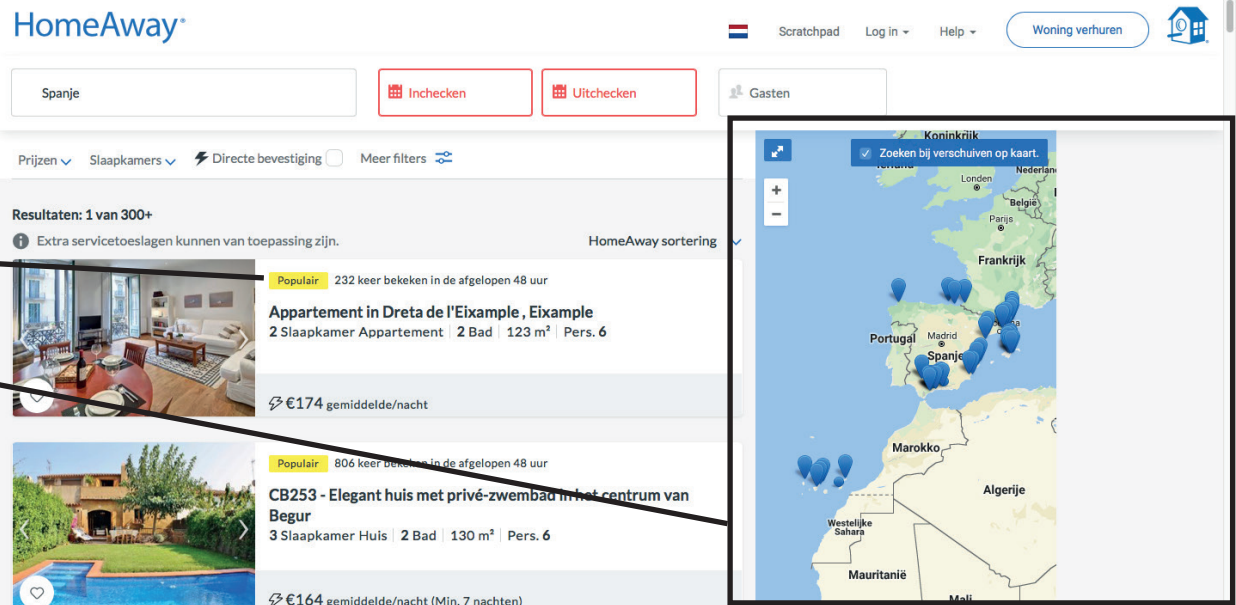 HomeAway
Scratchpad Log in Help Woning verhuren
Spanje Inchecken Uitchecken Gasten
Prijzen Slaapkamers Directe bevestiging Meer filters
Resultaten: 1 van 300+
Extra servicetoeslagen kunnen van toepassing zijn. HomeAway sortering
Populair 232 keer bekeken in de afgelopen 48 uur
Appartement in Dreta de l'Eixample , Eixample
2 Slaapkamer Appartement 2 Bad 123 m² Pers. 6
€174 gemiddelde/nacht
Populair 806 keer bekeken in de afgelopen 48 uur
CB253 - Elegant huis met privé-zwembad in het centrum van
Begur
3 Slaapkamer Huis 2 Bad 130 m² Pers. 6
€164 gemiddelde/nacht (Min. 7 nachten)
Koninkrijk
Zoeken bij verschuiven op kaart.
+
−
Londen
België
Parijs
Frankrijk
Portugal
Madrid
Spanje
Marokko
Algerije
Westelijke
Sahara
Mauritanië
Mali